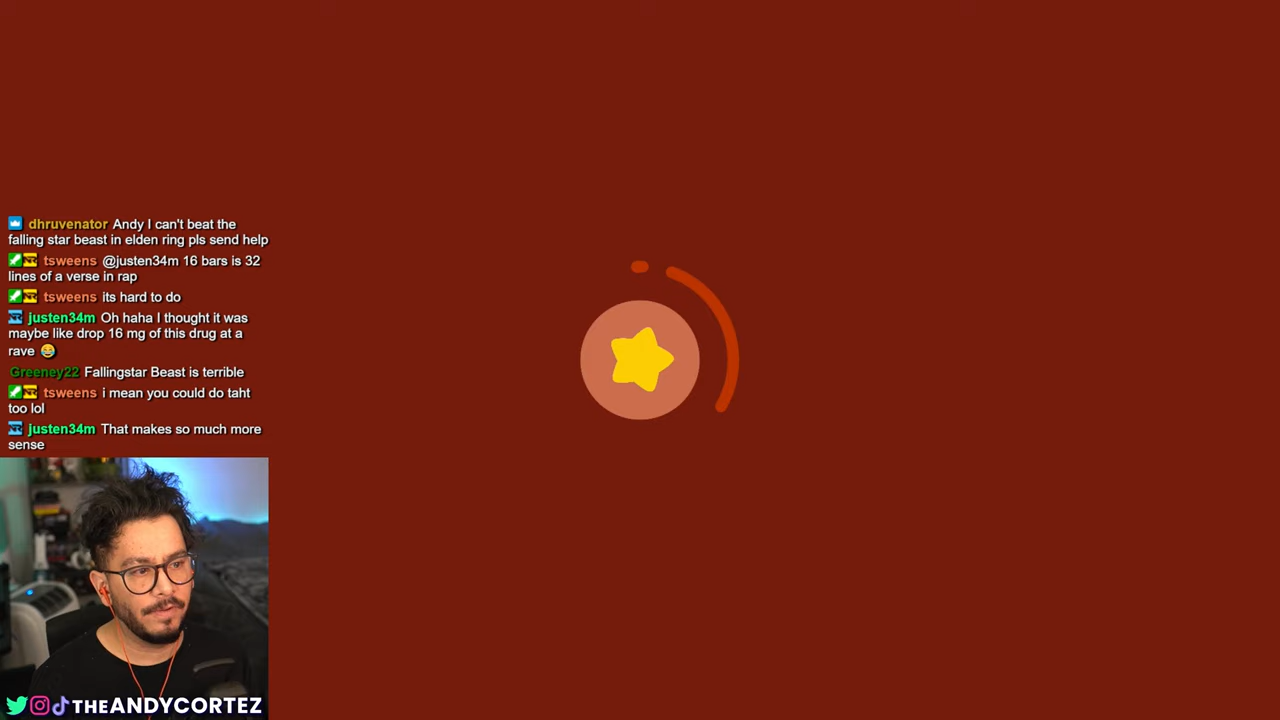 dhruvenator Andy I can't beat the
falling star beast in elden ring pls send help
tsweens @justen34m 16 bars is 32
lines of a verse in rap
tsweens its hard to do
justen34m Oh haha I thought it was
maybe like drop 16 mg of this drug at a
rave 😂
Greeney22 Fallingstar Beast is terrible
tsweens i mean you could do taht
too lol
justen34m That makes so much more
sense
THEANDYCORTEZ